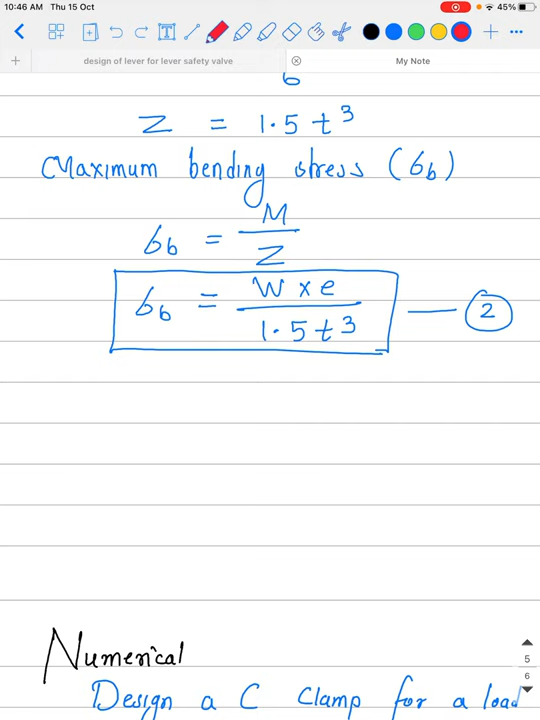 10:46 AM Thu 15 Oct
45%
design of lever for lever safety valve
My Note
6
Z = 1.5 t³
Maximum bending stress (σb)
σb = M/Z
σb = W x e / 1.5 t³ — 2
5
6
Numerical
Design a C Clamp for a load